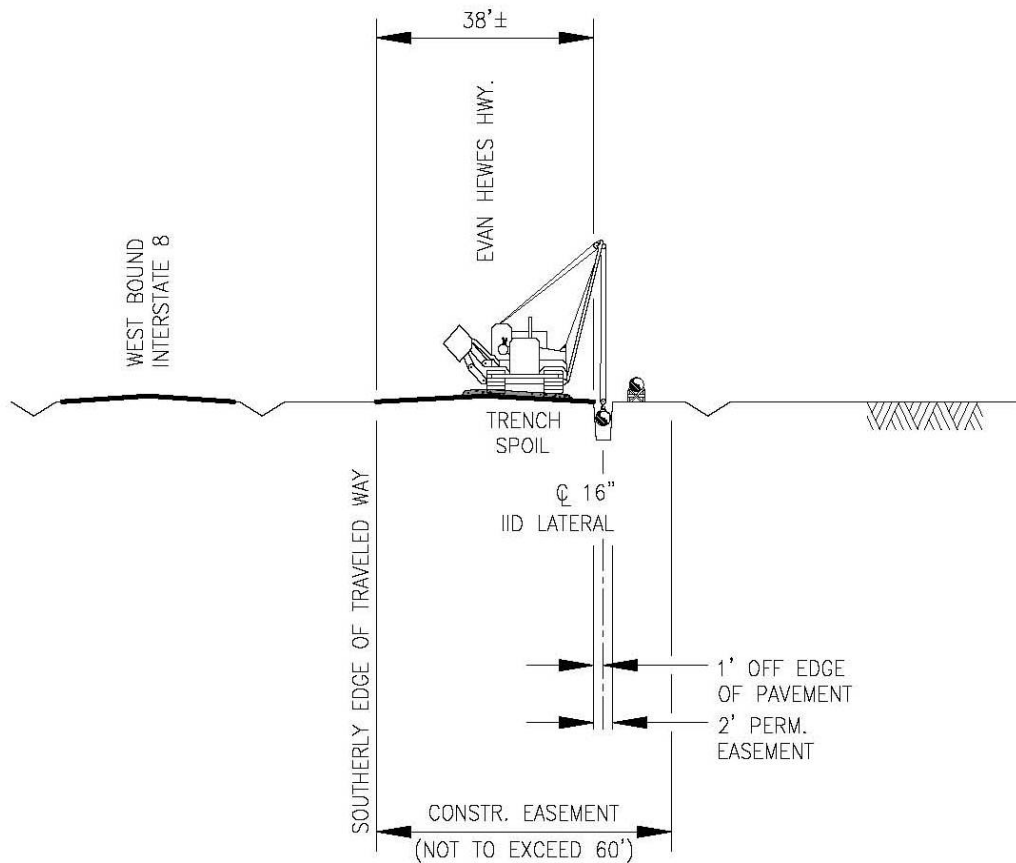 38'±
EVAN HEWES HWY.
WEST BOUND
INTERSTATE 8
TRENCH
SPOIL
℄ 16"
IID LATERAL
SOUTHERLY EDGE OF TRAVELED WAY
1' OFF EDGE
OF PAVEMENT
2' PERM.
EASEMENT
CONSTR. EASEMENT
(NOT TO EXCEED 60')